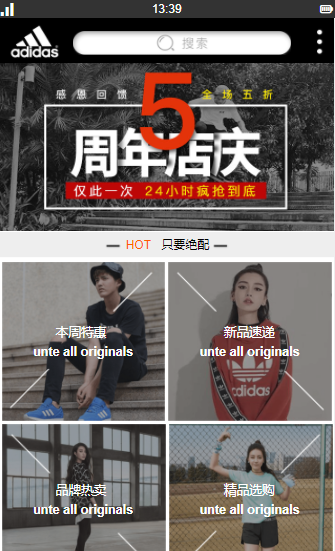 13:39
adidas
搜索
感恩回馈 5 全场五折
周年店庆
仅此一次 24小时疯抢到底
HOT 只要绝配
本周特惠
unte all originals
新品速递
unte all originals
adidas
品牌热卖
unte all originals
精品选购
unte all originals